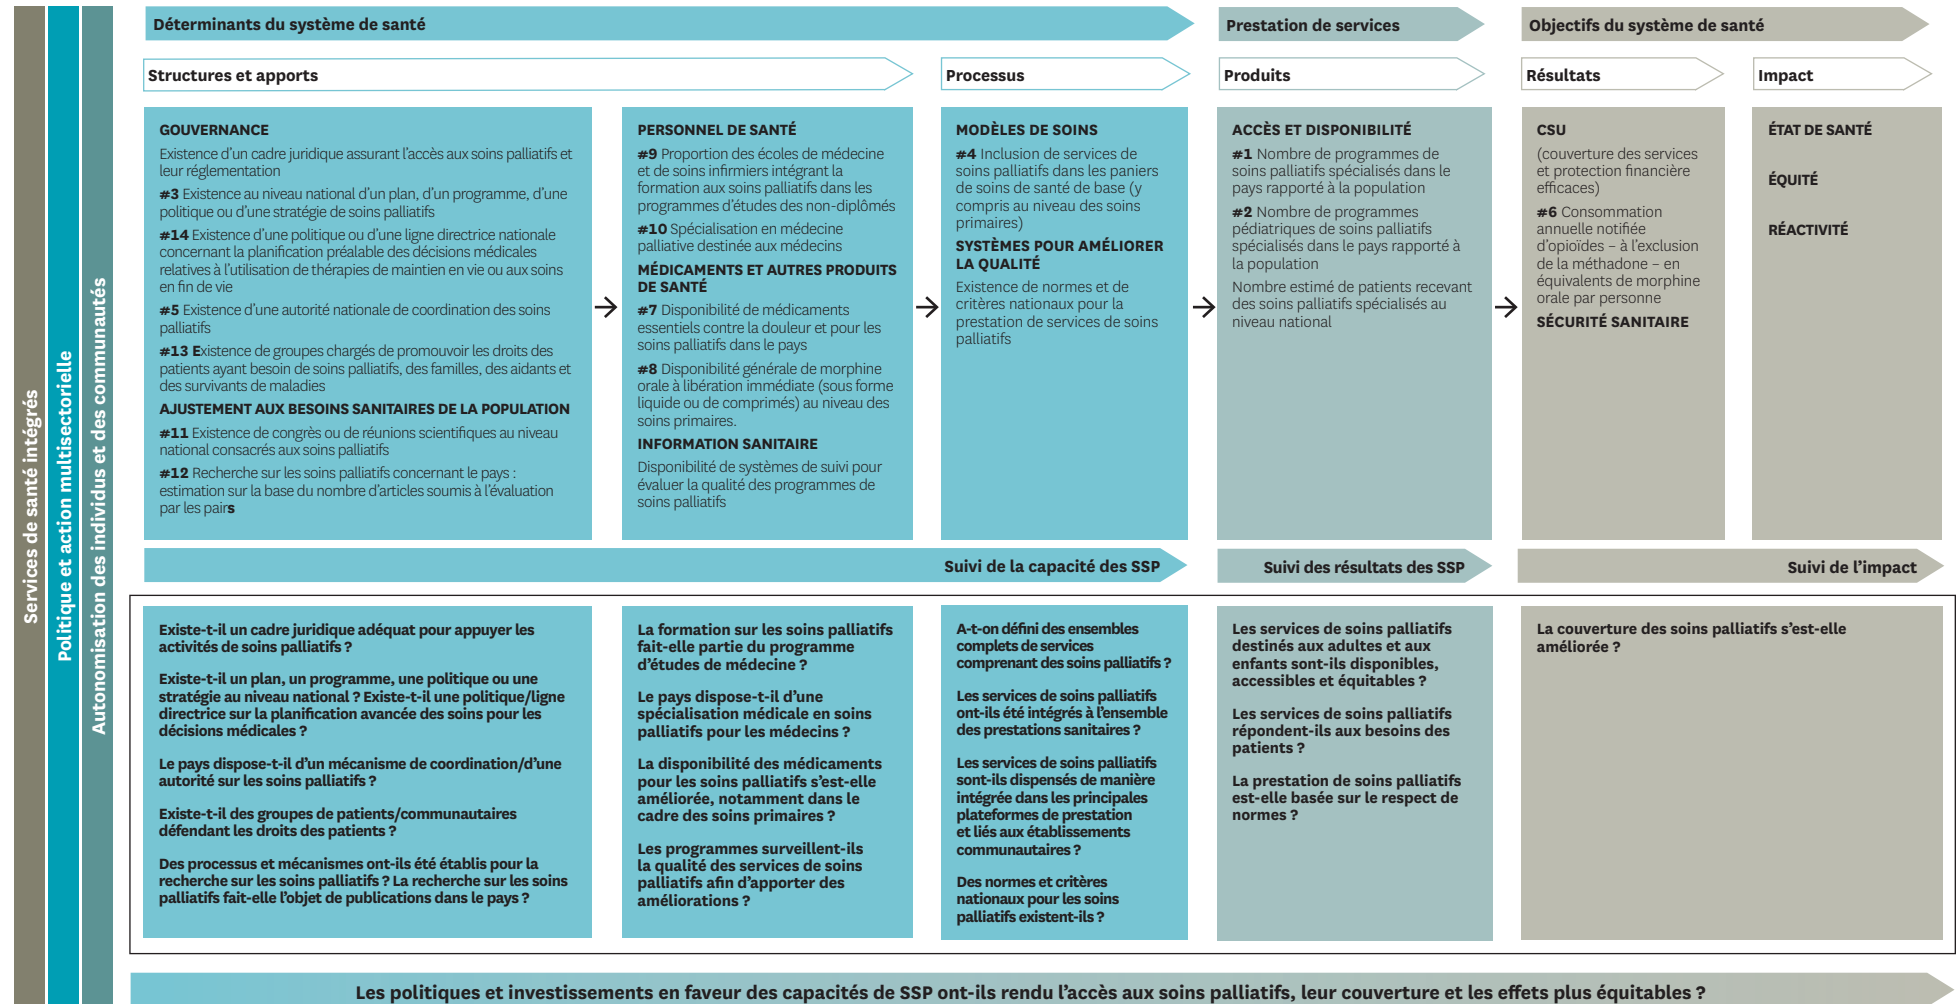 Services de santé intégrés
Politique et action multisectorielle
Autonomisation des individus et des communautés
Déterminants du système de santé
Prestation de services
Objectifs du système de santé
Structures et apports
Processus
Produits
Résultats
Impact
GOUVERNANCE
Existence d'un cadre juridique assurant l'accès aux soins palliatifs et
leur réglementation
#3 Existence au niveau national d'un plan, d'un programme, d'une
politique ou d'une stratégie de soins palliatifs
#14 Existence d'une politique ou d'une ligne directrice nationale
concernant la planification préalable des décisions médicales
relatives à l'utilisation de thérapies de maintien en vie ou aux soins
en fin de vie
#5 Existence d'une autorité nationale de coordination des soins
palliatifs
#13 Existence de groupes chargés de promouvoir les droits des
patients ayant besoin de soins palliatifs, des familles, des aidants et
des survivants de maladies
AJUSTEMENT AUX BESOINS SANITAIRES DE LA POPULATION
#11 Existence de congrès ou de réunions scientifiques au niveau
national consacrés aux soins palliatifs
#12 Recherche sur les soins palliatifs concernant le pays :
estimation sur la base du nombre d'articles soumis à l'évaluation
par les pairs
PERSONNEL DE SANTÉ
#9 Proportion des écoles de médecine
et de soins infirmiers intégrant la
formation aux soins palliatifs dans les
programmes d'études des non-diplômés
#10 Spécialisation en médecine
palliative destinée aux médecins
MÉDICAMENTS ET AUTRES PRODUITS
DE SANTÉ
#7 Disponibilité de médicaments
essentiels contre la douleur et pour les
soins palliatifs dans le pays
#8 Disponibilité générale de morphine
orale à libération immédiate (sous forme
liquide ou de comprimés) au niveau des
soins primaires.
INFORMATION SANITAIRE
Disponibilité de systèmes de suivi pour
évaluer la qualité des programmes de
soins palliatifs
MODÈLES DE SOINS
#4 Inclusion de services de
soins palliatifs dans les paniers
de soins de santé de base (y
compris au niveau des soins
primaires)
SYSTÈMES POUR AMÉLIORER
LA QUALITÉ
Existence de normes et de
critères nationaux pour la
prestation de services de soins
palliatifs
ACCÈS ET DISPONIBILITÉ
#1 Nombre de programmes de
soins palliatifs spécialisés dans le
pays rapporté à la population
#2 Nombre de programmes
pédiatriques de soins palliatifs
spécialisés dans le pays rapporté à
la population
Nombre estimé de patients recevant
des soins palliatifs spécialisés au
niveau national
CSU
(couverture des services
et protection financière
efficaces)
#6 Consommation
annuelle notifiée
d'opioïdes – à l'exclusion
de la méthadone – en
équivalents de morphine
orale par personne
SÉCURITÉ SANITAIRE
ÉTAT DE SANTÉ
ÉQUITÉ
RÉACTIVITÉ
Suivi de la capacité des SSP
Suivi des résultats des SSP
Suivi de l'impact
Existe-t-il un cadre juridique adéquat pour appuyer les
activités de soins palliatifs ?
Existe-t-il un plan, un programme, une politique ou une
stratégie au niveau national ? Existe-t-il une politique/ligne
directrice sur la planification avancée des soins pour les
décisions médicales ?
Le pays dispose-t-il d'un mécanisme de coordination/d'une
autorité sur les soins palliatifs ?
Existe-t-il des groupes de patients/communautaires
défendant les droits des patients ?
Des processus et mécanismes ont-ils été établis pour la
recherche sur les soins palliatifs ? La recherche sur les soins
palliatifs fait-elle l'objet de publications dans le pays ?
La formation sur les soins palliatifs
fait-elle partie du programme
d'études de médecine ?
Le pays dispose-t-il d'une
spécialisation médicale en soins
palliatifs pour les médecins ?
La disponibilité des médicaments
pour les soins palliatifs s'est-elle
améliorée, notamment dans le
cadre des soins primaires ?
Les programmes surveillent-ils
la qualité des services de soins
palliatifs afin d'apporter des
améliorations ?
A-t-on défini des ensembles
complets de services
comprenant des soins palliatifs ?
Les services de soins palliatifs
ont-ils été intégrés à l'ensemble
des prestations sanitaires ?
Les services de soins palliatifs
sont-ils dispensés de manière
intégrée dans les principales
plateformes de prestation
et liés aux établissements
communautaires ?
Des normes et critères
nationaux pour les soins
palliatifs existent-ils ?
Les services de soins palliatifs
destinés aux adultes et aux
enfants sont-ils disponibles,
accessibles et équitables ?
Les services de soins palliatifs
répondent-ils aux besoins des
patients ?
La prestation de soins palliatifs
est-elle basée sur le respect de
normes ?
La couverture des soins palliatifs s'est-elle
améliorée ?
Les politiques et investissements en faveur des capacités de SSP ont-ils rendu l'accès aux soins palliatifs, leur couverture et les effets plus équitables ?